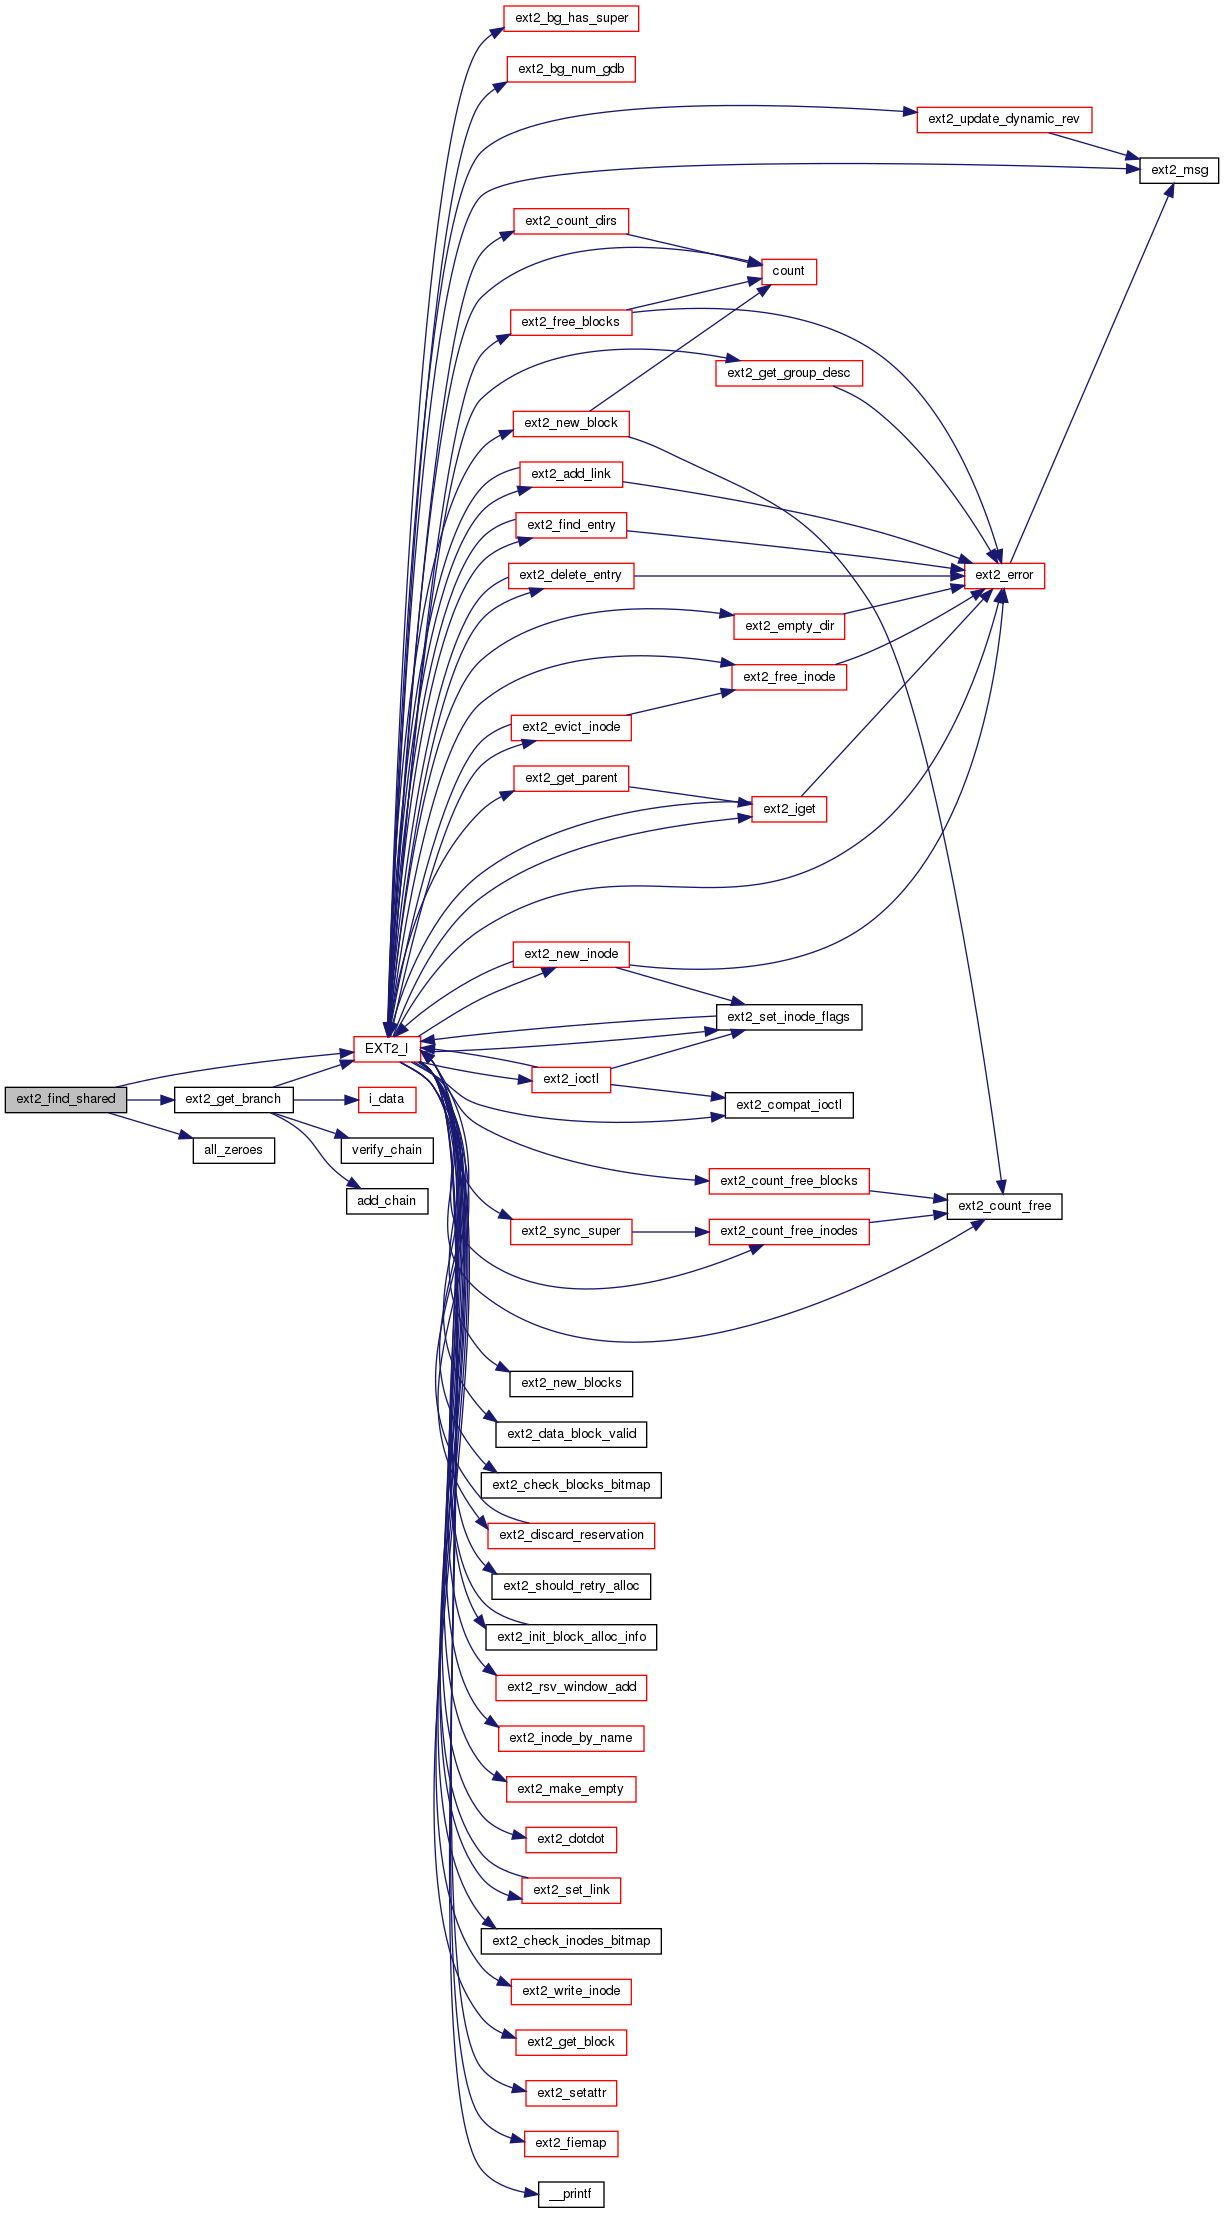 ext2_bg_has_super
ext2_bg_num_gdb
ext2_update_dynamic_rev
ext2_msg
ext2_count_dirs
count
ext2_free_blocks
ext2_get_group_desc
ext2_new_block
ext2_add_link
ext2_find_entry
ext2_delete_entry
ext2_error
ext2_empty_dir
ext2_free_inode
ext2_evict_inode
ext2_get_parent
ext2_iget
ext2_new_inode
ext2_set_inode_flags
EXT2_I
ext2_ioctl
ext2_find_shared
ext2_get_branch
i_data
ext2_compat_ioctl
all_zeroes
verify_chain
ext2_count_free_blocks
add_chain
ext2_count_free
ext2_sync_super
ext2_count_free_inodes
ext2_new_blocks
ext2_data_block_valid
ext2_check_blocks_bitmap
ext2_discard_reservation
ext2_should_retry_alloc
ext2_init_block_alloc_info
ext2_rsv_window_add
ext2_inode_by_name
ext2_make_empty
ext2_dotdot
ext2_set_link
ext2_check_inodes_bitmap
ext2_write_inode
ext2_get_block
ext2_setattr
ext2_fiemap
__printf